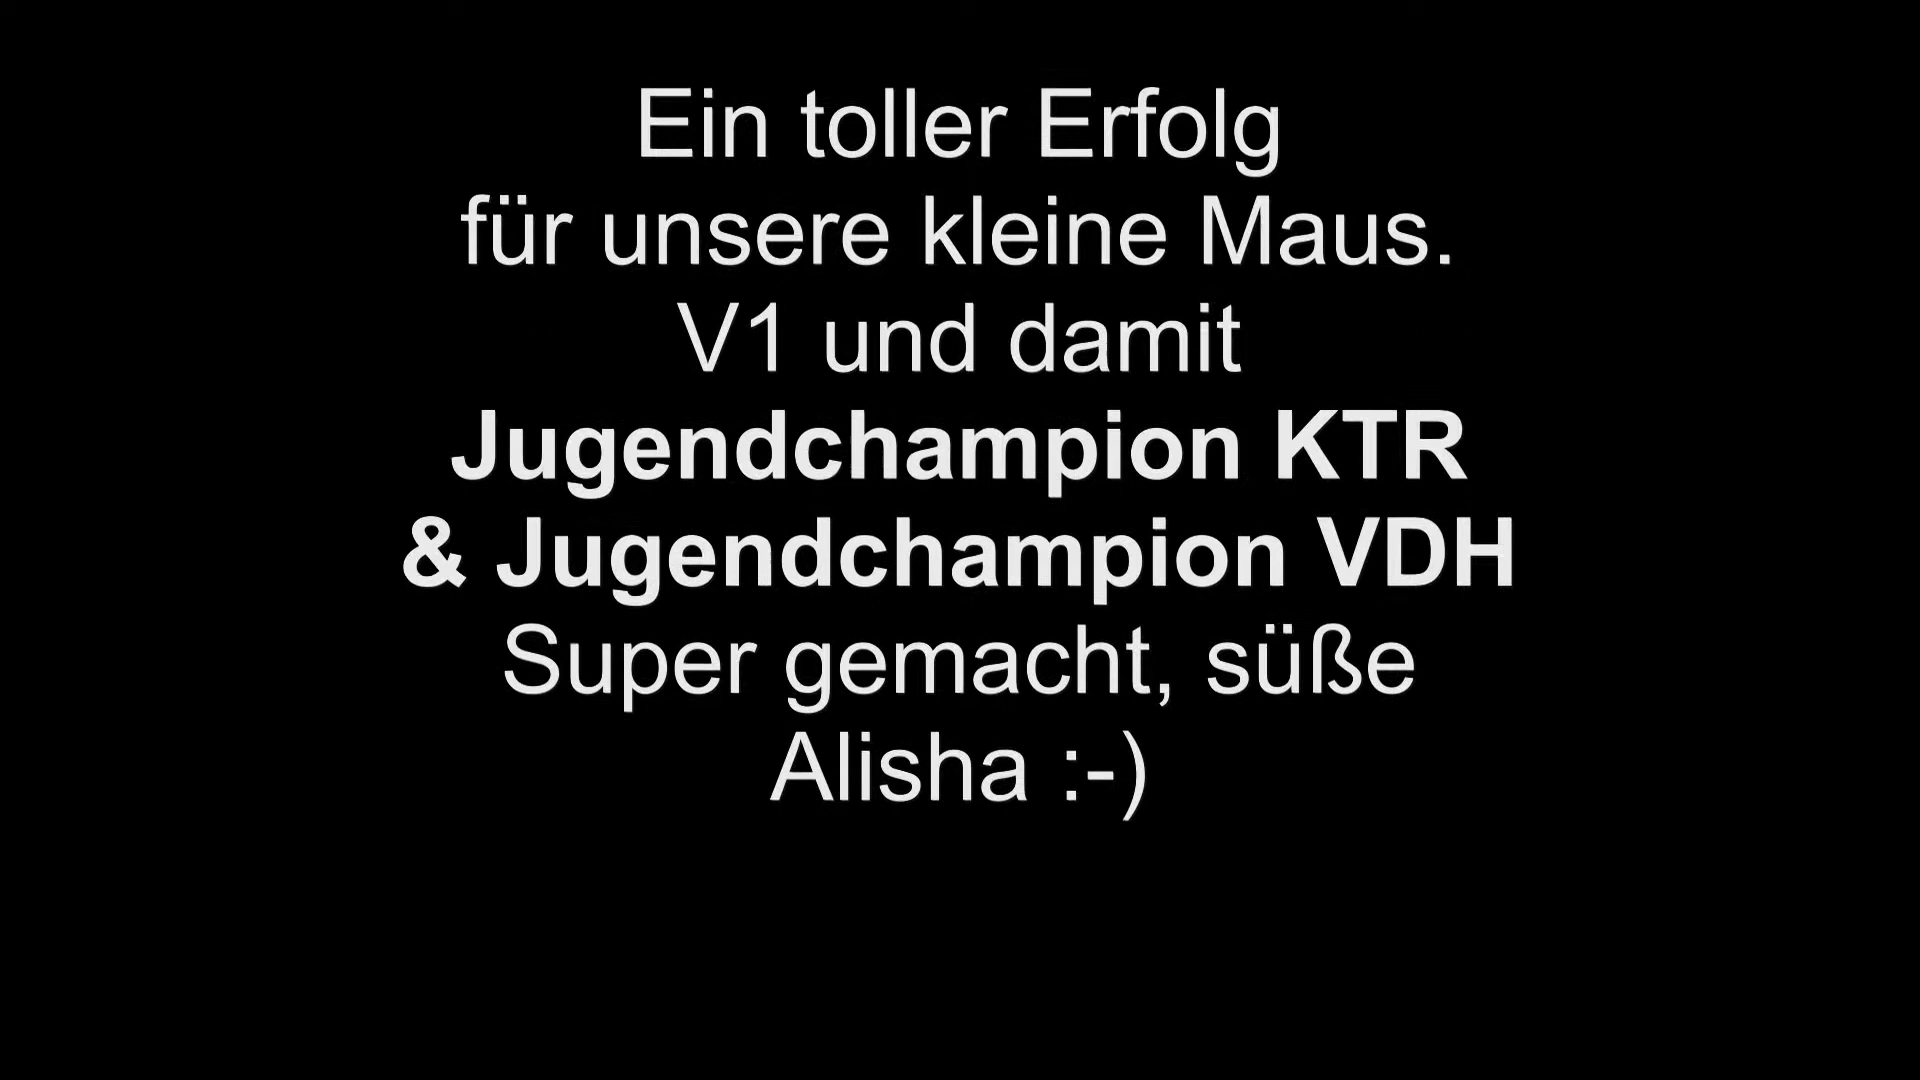 Ein toller Erfolg
für unsere kleine Maus.
V1 und damit
Jugendchampion KTR
& Jugendchampion VDH
Super gemacht, süße
Alisha :-)